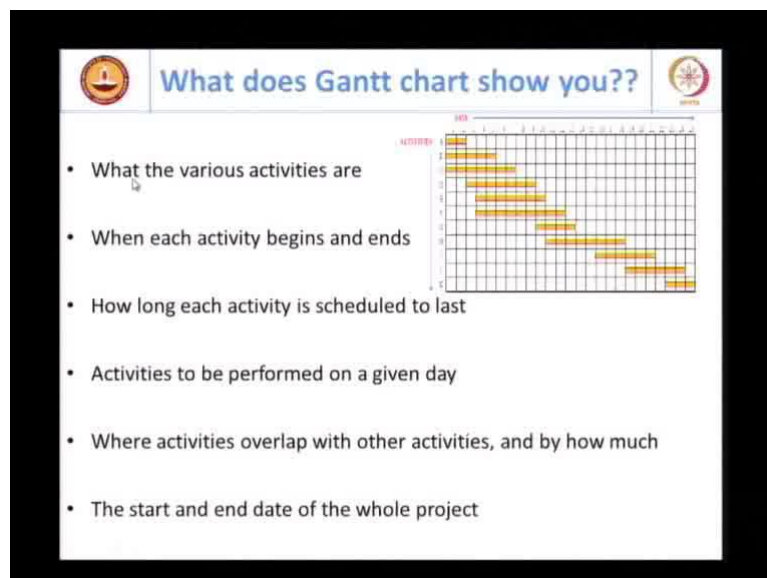 What does Gantt chart show you??
DAYS
ACTIVITIES
• What the various activities are
• When each activity begins and ends
• How long each activity is scheduled to last
• Activities to be performed on a given day
• Where activities overlap with other activities, and by how much
• The start and end date of the whole project